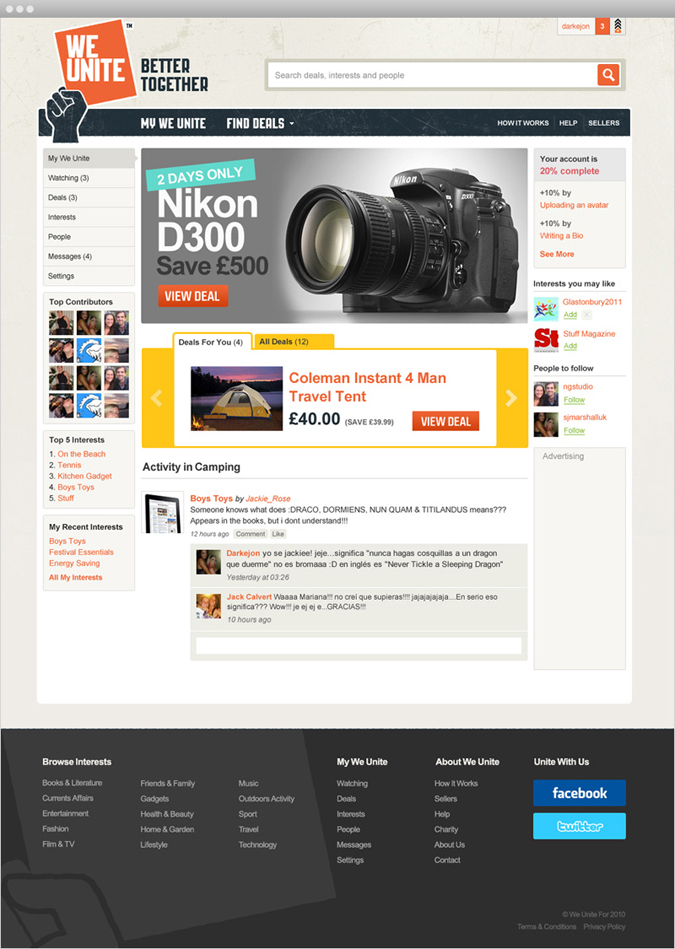 WE UNITE™
BETTER TOGETHER
darkejon 3
Search deals, interests and people
MY WE UNITE
FIND DEALS
HOW IT WORKS
HELP
SELLERS
My We Unite
Watching (3)
Deals (3)
Interests
People
Messages (4)
Settings
Top Contributors
Top 5 Interests
1. On the Beach
2. Tennis
3. Kitchen Gadget
4. Boys Toys
5. Stuff
My Recent Interests
Boys Toys
Festival Essentials
Energy Saving
All My Interests
2 DAYS ONLY
Nikon
D300
Save £500
VIEW DEAL
Nikon
D300
Deals For You (4)
All Deals (12)
Coleman Instant 4 Man
Travel Tent
£40.00 (SAVE £39.99)
VIEW DEAL
Activity in Camping
Boys Toys by Jackie_Rose
Someone knows what does :DRACO, DORMIENS, NUN QUAM & TITILANDUS means???
Appears in the books, but i dont understand!!!
12 hours ago Comment Like
Darkejon yo se jackiee! jeje...significa "nunca hagas cosquillas a un dragon
que duerme" no es bromaaa :D en inglés es "Never Tickle a Sleeping Dragon"
Yesterday at 03:26
Jack Calvert Waaaa Mariana!!! no creí que supieras!!!! jajajajajaja....En serio eso
significa??? Wow!!! je ej ej e...GRACIAS!!!
10 hours ago
Your account is
20% complete
+10% by
Uploading an avatar
+10% by
Writing a Bio
See More
Interests you may like
Glastonbury2011
Add
St
Stuff Magazine
Add
People to follow
ngstudio
Follow
sjmarshalluk
Follow
Advertising
Browse Interests
Books & Literature
Currents Affairs
Entertainment
Fashion
Film & TV
Friends & Family
Gadgets
Health & Beauty
Home & Garden
Lifestyle
Music
Outdoors Activity
Sport
Travel
Technology
My We Unite
Watching
Deals
Interests
People
Messages
Settings
About We Unite
How It Works
Sellers
Help
Charity
About Us
Contact
Unite With Us
facebook
twitter
© We Unite For 2010
Terms & Conditions Privacy Policy